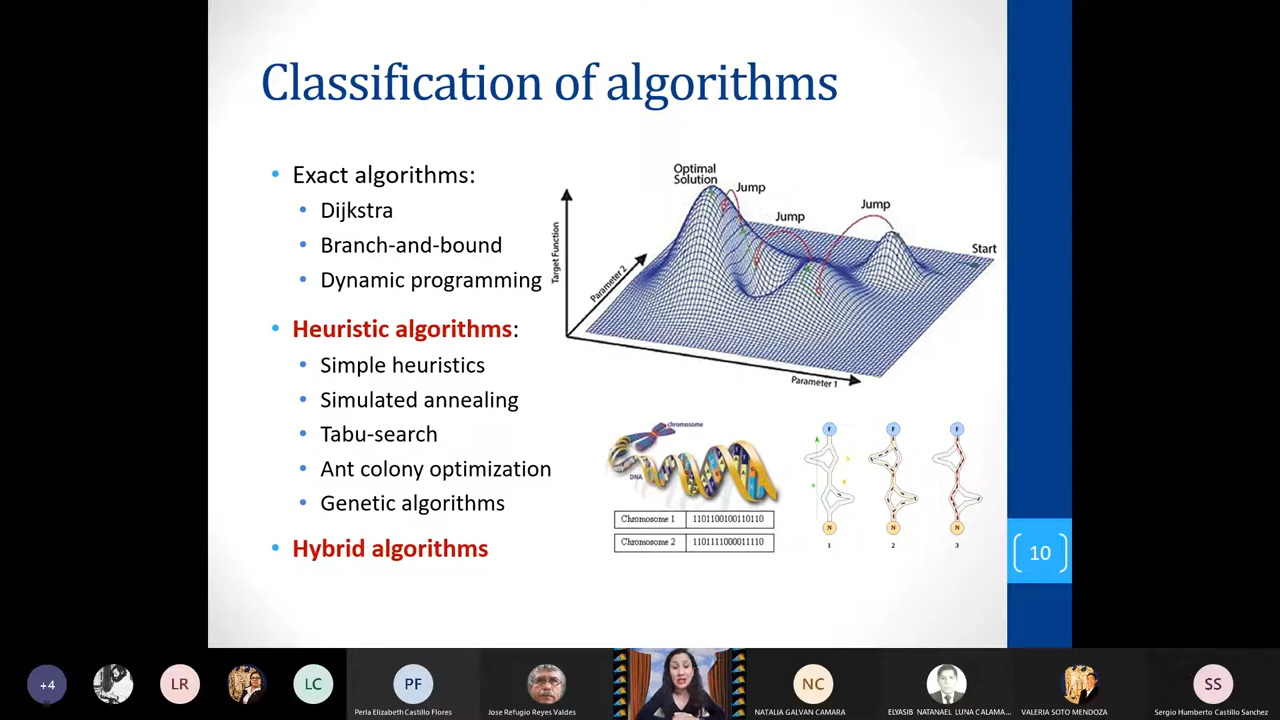 Classification of algorithms
Exact algorithms:
Dijkstra
Branch-and-bound
Dynamic programming
Heuristic algorithms:
Simple heuristics
Simulated annealing
Tabu-search
Ant colony optimization
Genetic algorithms
Hybrid algorithms
Optimal
Solution
Jump
Jump
Jump
Start
Target Function
Parameter 2
Parameter 1
chromosome
DNA
Chromosome 1 1101100100110110
Chromosome 2 1101111000011110
F F F
N N N
1 2 3
10
+4
LR
LC
PF
Perla Elizabeth Castillo Flores
Jose Refugio Reyes Valdes
NC
NATALIA GALVAN CAMARA
ELYASIB NATANAEL LUNA CALAMA...
VALERIA SOTO MENDOZA
SS
Sergio Humberto Castillo Sanchez